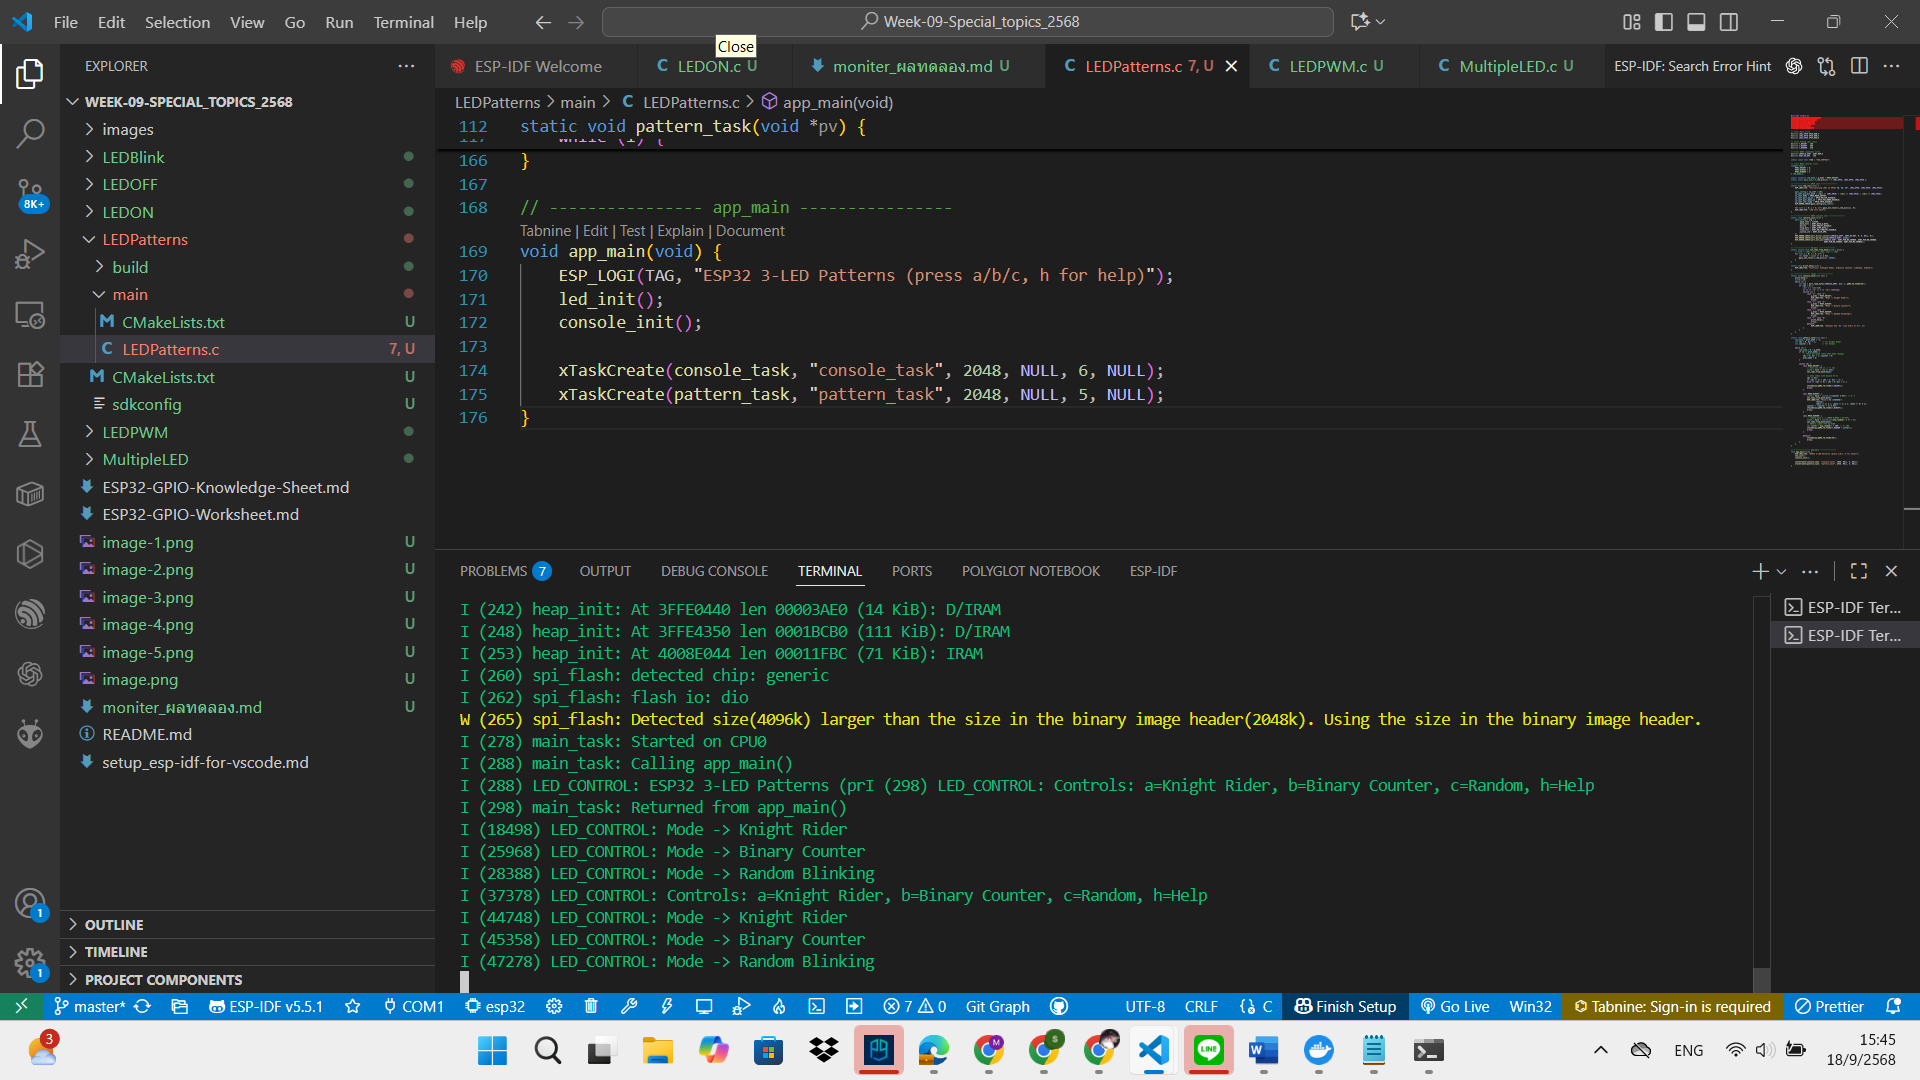 File Edit Selection View Go Run Terminal Help
Week-09-Special_topics_2568
Close
EXPLORER
WEEK-09-SPECIAL_TOPICS_2568
images
LEDBlink
LEDOFF
LEDON
LEDPatterns
build
main
CMakeLists.txt U
LEDPatterns.c 7, U
CMakeLists.txt U
sdkconfig U
LEDPWM
MultipleLED
ESP32-GPIO-Knowledge-Sheet.md
ESP32-GPIO-Worksheet.md
image-1.png U
image-2.png U
image-3.png U
image-4.png U
image-5.png U
image.png U
moniter_ผลทดลอง.md U
README.md
setup_esp-idf-for-vscode.md
OUTLINE
TIMELINE
PROJECT COMPONENTS
8K+
1
1
ESP-IDF Welcome
LEDON.c U
moniter_ผลทดลอง.md U
LEDPatterns.c 7, U
LEDPWM.c U
MultipleLED.c U
ESP-IDF: Search Error Hint
LEDPatterns > main > C LEDPatterns.c > app_main(void)
112 static void pattern_task(void *pv) {
166 }
167
168 // ---------------- app_main ----------------
Tabnine | Edit | Test | Explain | Document
169 void app_main(void) {
170 ESP_LOGI(TAG, "ESP32 3-LED Patterns (press a/b/c, h for help)");
171 led_init();
172 console_init();
173
174 xTaskCreate(console_task, "console_task", 2048, NULL, 6, NULL);
175 xTaskCreate(pattern_task, "pattern_task", 2048, NULL, 5, NULL);
176 }
PROBLEMS 7 OUTPUT DEBUG CONSOLE TERMINAL PORTS POLYGLOT NOTEBOOK ESP-IDF
I (242) heap_init: At 3FFE0440 len 00003AE0 (14 KiB): D/IRAM
I (248) heap_init: At 3FFE4350 len 0001BCB0 (111 KiB): D/IRAM
I (253) heap_init: At 4008E044 len 00011FBC (71 KiB): IRAM
I (260) spi_flash: detected chip: generic
I (262) spi_flash: flash io: dio
W (265) spi_flash: Detected size(4096k) larger than the size in the binary image header(2048k). Using the size in the binary image header.
I (278) main_task: Started on CPU0
I (288) main_task: Calling app_main()
I (288) LED_CONTROL: ESP32 3-LED Patterns (prI (298) LED_CONTROL: Controls: a=Knight Rider, b=Binary Counter, c=Random, h=Help
I (298) main_task: Returned from app_main()
I (18498) LED_CONTROL: Mode -> Knight Rider
I (25968) LED_CONTROL: Mode -> Binary Counter
I (28388) LED_CONTROL: Mode -> Random Blinking
I (37378) LED_CONTROL: Controls: a=Knight Rider, b=Binary Counter, c=Random, h=Help
I (44748) LED_CONTROL: Mode -> Knight Rider
I (45358) LED_CONTROL: Mode -> Binary Counter
I (47278) LED_CONTROL: Mode -> Random Blinking
ESP-IDF Ter...
ESP-IDF Ter...
master* ESP-IDF v5.5.1 COM1 esp32 7 0 Git Graph UTF-8 CRLF {} C Finish Setup Go Live Win32 Tabnine: Sign-in is required Prettier
3
ENG
15:45
18/9/2568